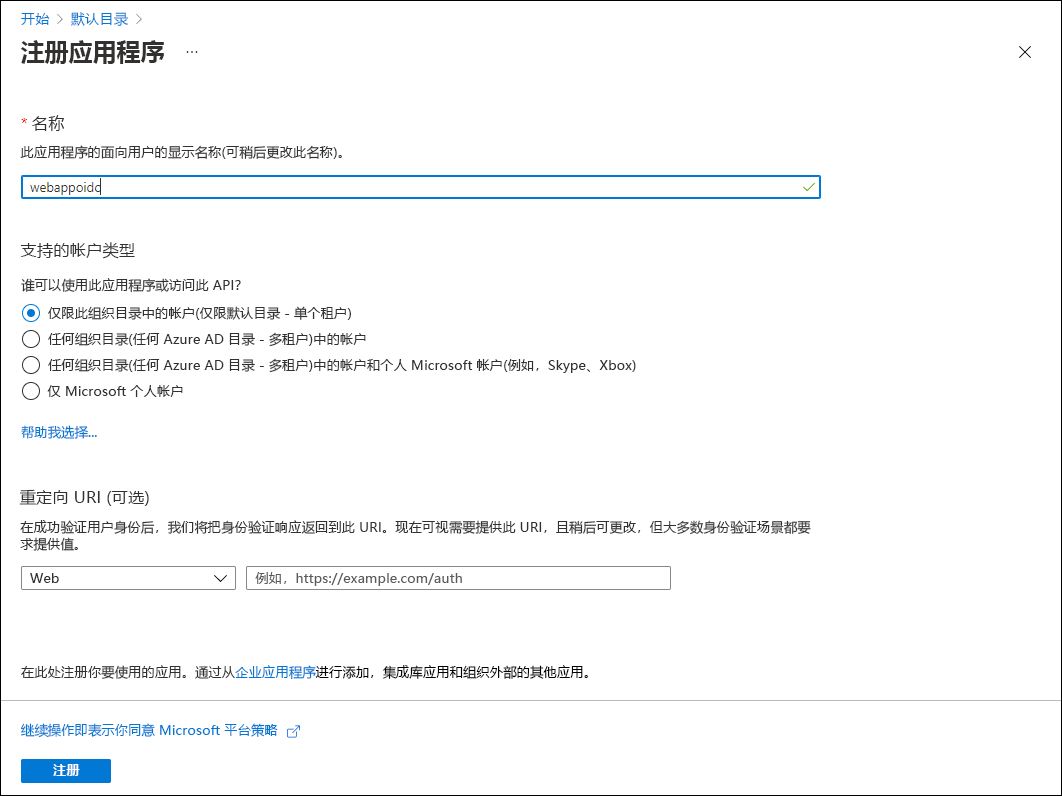 开始 > 默认目录 >
注册应用程序 ...
* 名称
此应用程序的面向用户的显示名称(可稍后更改此名称)。
webappoidc
支持的帐户类型
谁可以使用此应用程序或访问此 API?
仅限此组织目录中的帐户(仅限默认目录 - 单个租户)
任何组织目录(任何 Azure AD 目录 - 多租户)中的帐户
任何组织目录(任何 Azure AD 目录 - 多租户)中的帐户和个人 Microsoft 帐户(例如，Skype、Xbox)
仅 Microsoft 个人帐户
帮助我选择...
重定向 URI (可选)
在成功验证用户身份后，我们将把身份验证响应返回到此 URI。现在可视需要提供此 URI，且稍后可更改，但大多数身份验证场景都要
求提供值。
Web 例如，https://example.com/auth
在此处注册你要使用的应用。通过从企业应用程序进行添加，集成库应用和组织外部的其他应用。
继续操作即表示你同意 Microsoft 平台策略
注册